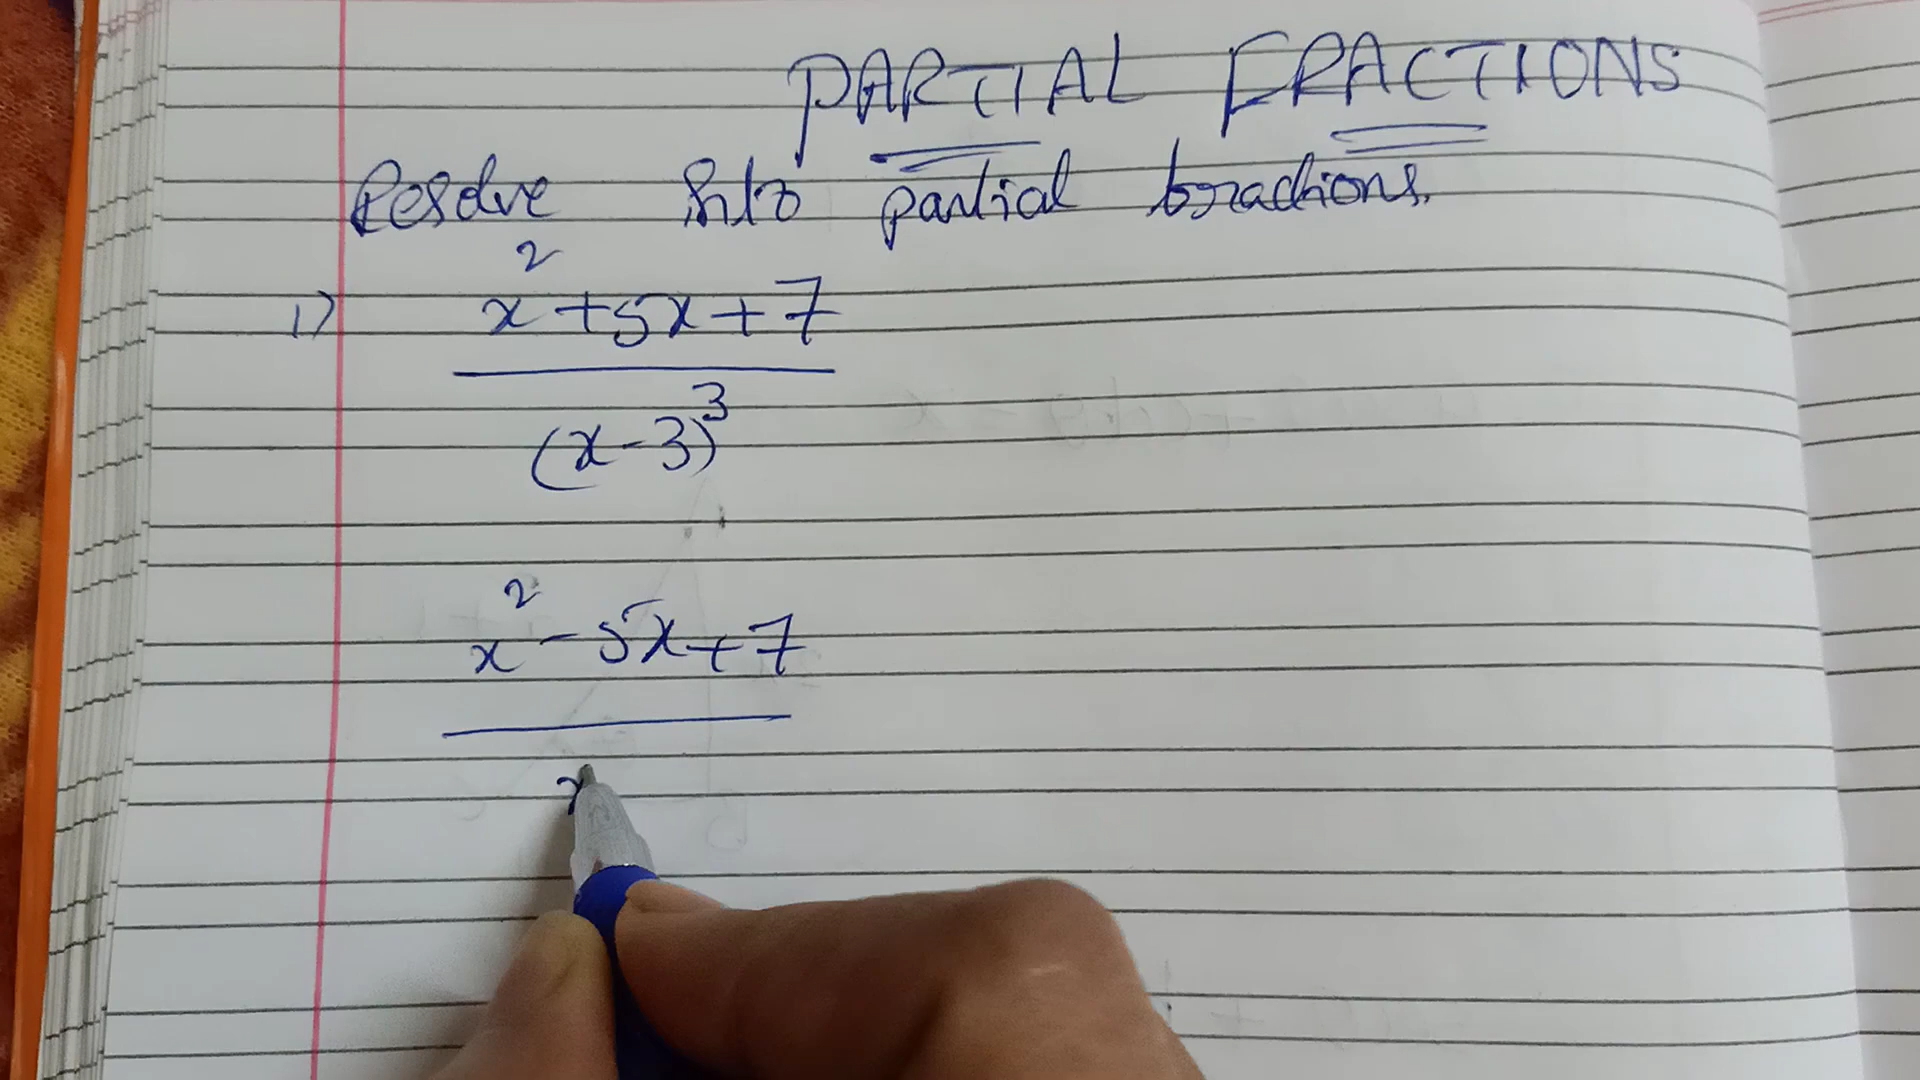 PARTIAL FRACTIONS
Resolve into partial fractions.
1) x² + 5x + 7
(x - 3)³
x² - 5x + 7
x